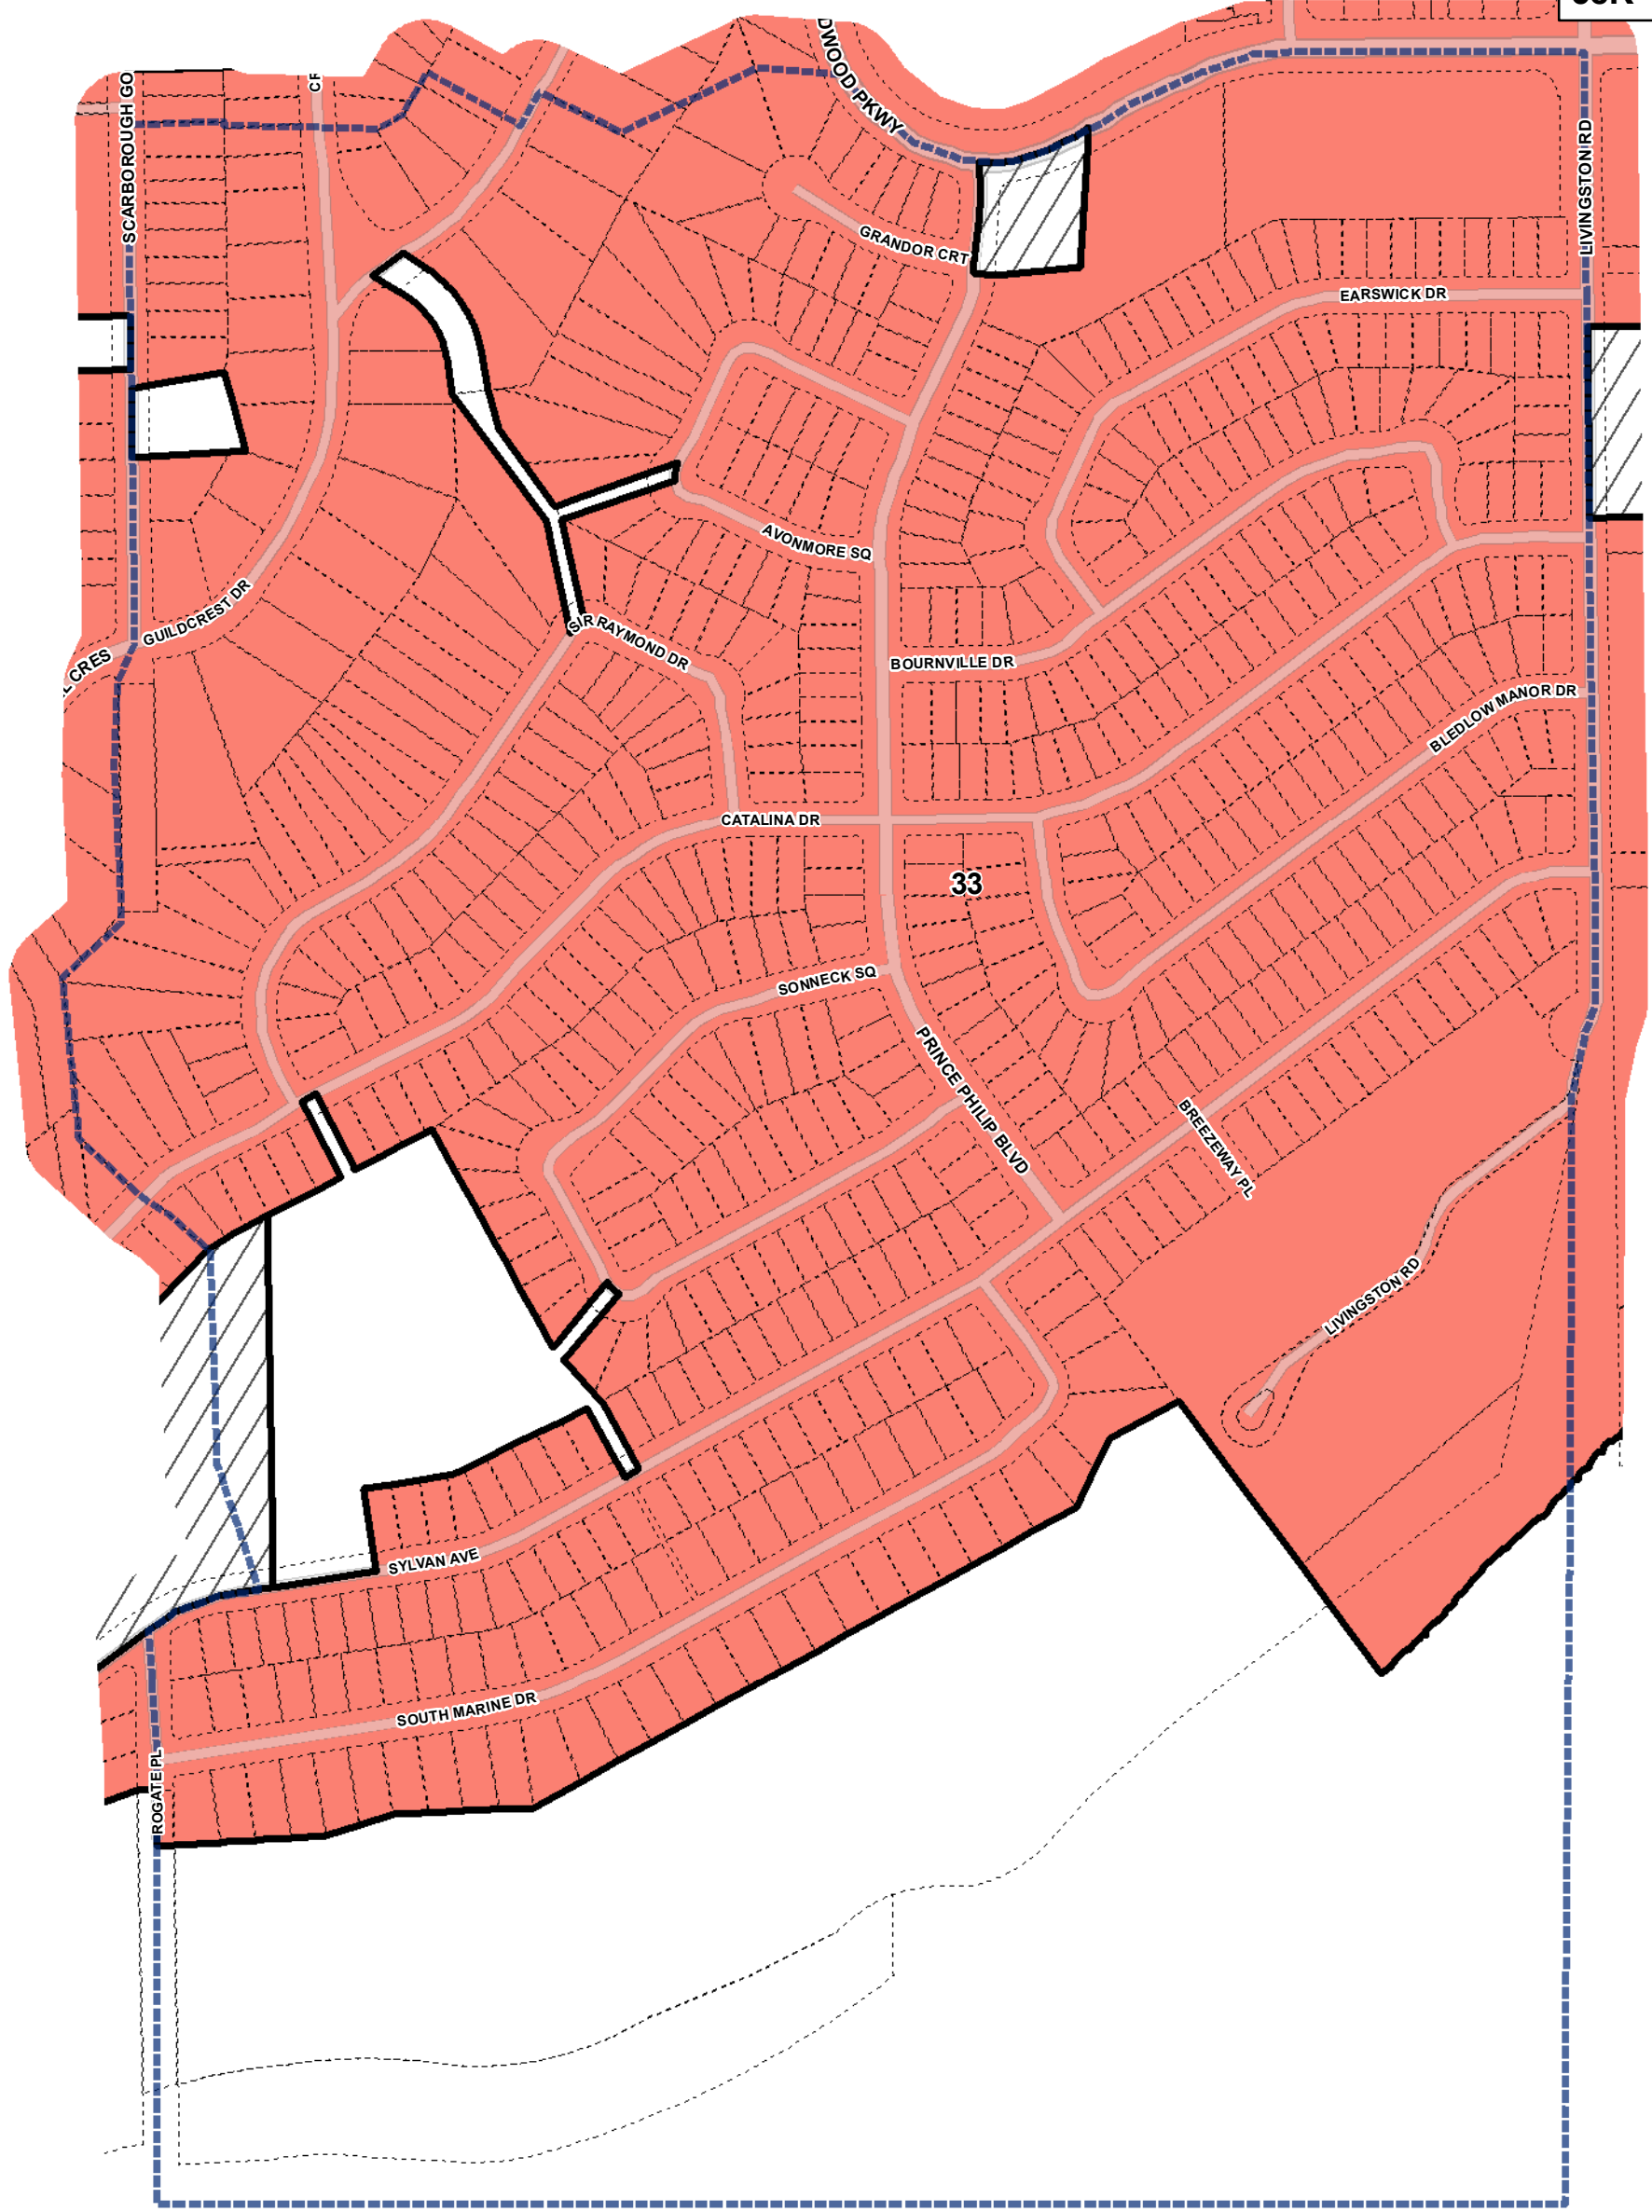 SCARBOROUGH GO
DWOOD PKWY
LIVINGSTON RD
GRANDOR CRT
EARSWICK DR
AVONMORE SQ
GUILDCREST DR
CRES
SIR RAYMOND DR
BOURNVILLE DR
BLEDLOW MANOR DR
CATALINA DR
33
SONNECK SQ
PRINCE PHILIP BLVD
BREEZEWAY PL
LIVINGSTON RD
SYLVAN AVE
SOUTH MARINE DR
ROGATE PL